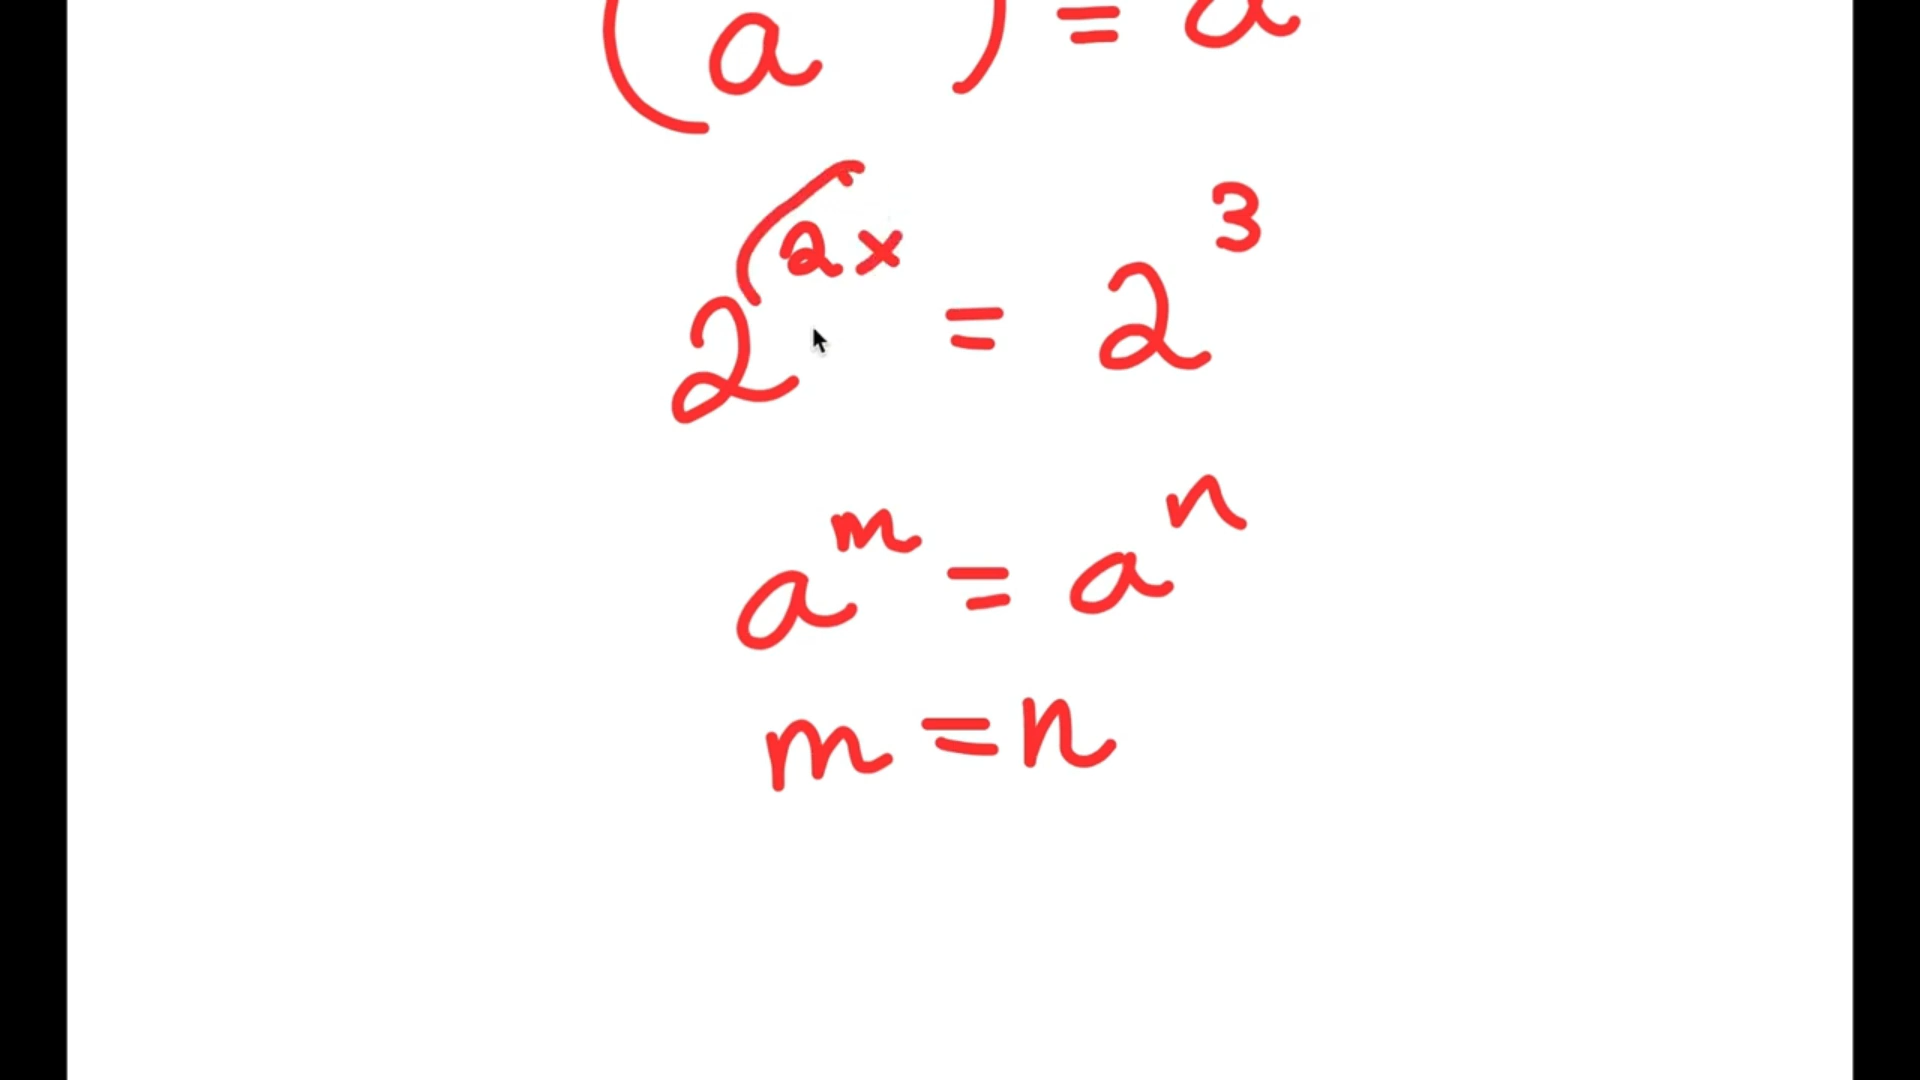 (a) = a
2^(2x = 2^3
a^m = a^n
m = n